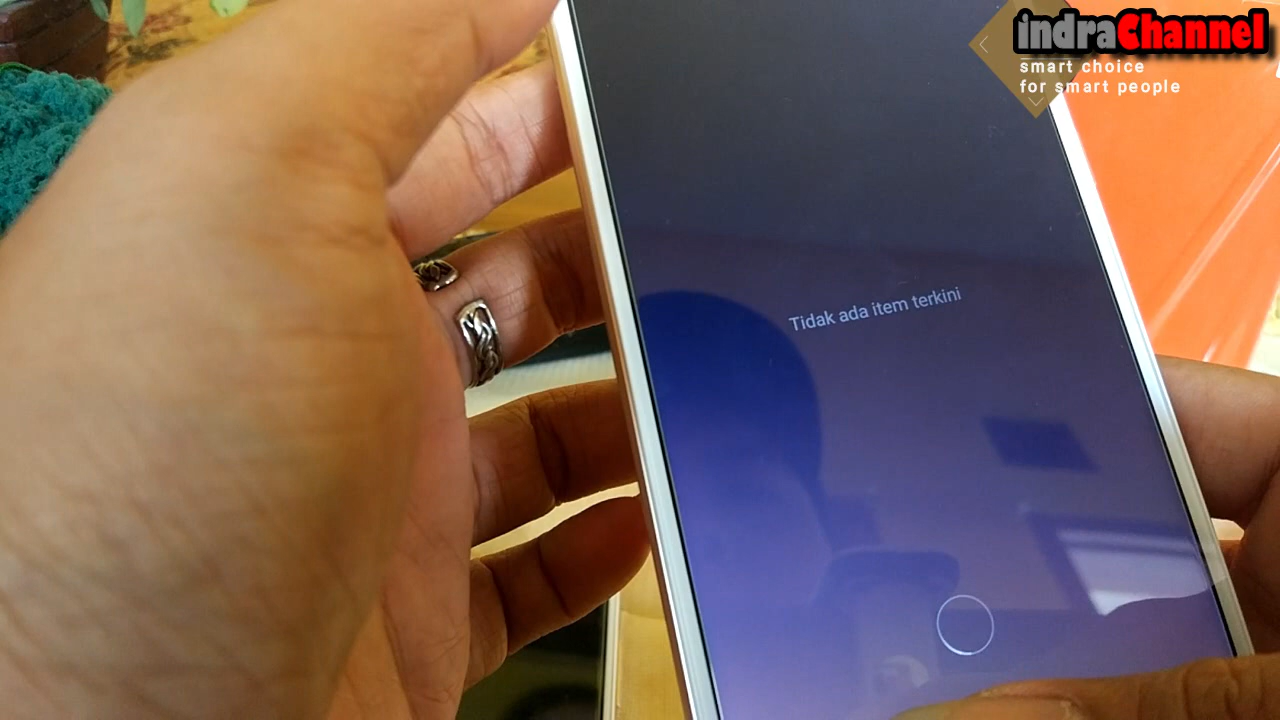 indraChannel
smart choice
for smart people
Tidak ada item terkini